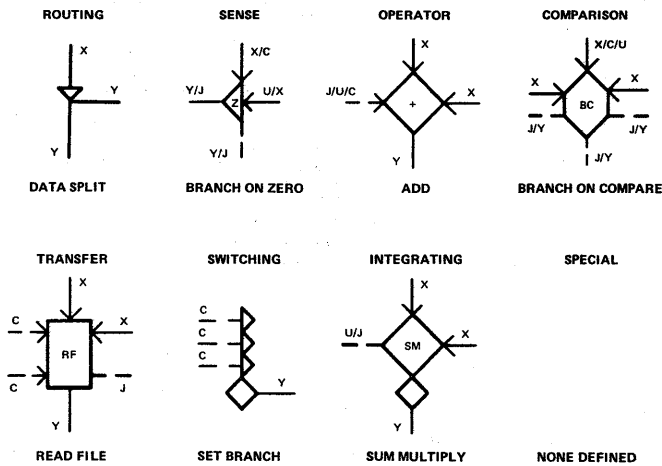 ROUTING SENSE OPERATOR COMPARISON
X X/C X X/C/U
Y Y/J Z U/X J/U/C + X X BC X
J/Y J/Y
Y Y/J Y J/Y
DATA SPLIT BRANCH ON ZERO ADD BRANCH ON COMPARE
TRANSFER SWITCHING INTEGRATING SPECIAL
X X
C X C U/J X
RF C SM
C J C Y
Y Y
READ FILE SET BRANCH SUM MULTIPLY NONE DEFINED